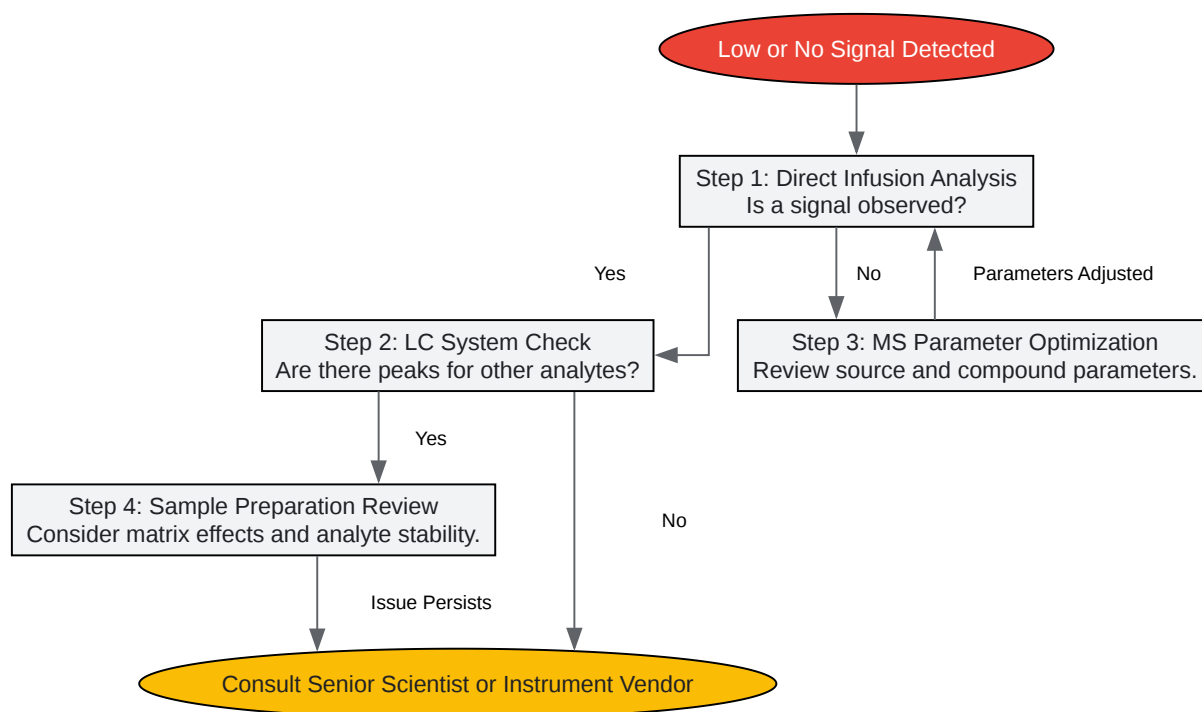 Low or No Signal Detected
Step 1: Direct Infusion Analysis
Is a signal observed?
Yes
No
Parameters Adjusted
Step 2: LC System Check
Are there peaks for other analytes?
Step 3: MS Parameter Optimization
Review source and compound parameters.
Yes
Step 4: Sample Preparation Review
Consider matrix effects and analyte stability.
No
Issue Persists
Consult Senior Scientist or Instrument Vendor